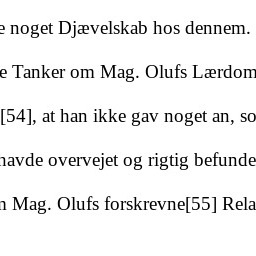 e noget Djævelskab hos dennem.
e Tanker om Mag. Olufs Lærdom
[54], at han ikke gav noget an, so
havde overvejet og rigtig befunde
n Mag. Olufs forskrevne[55] Rela